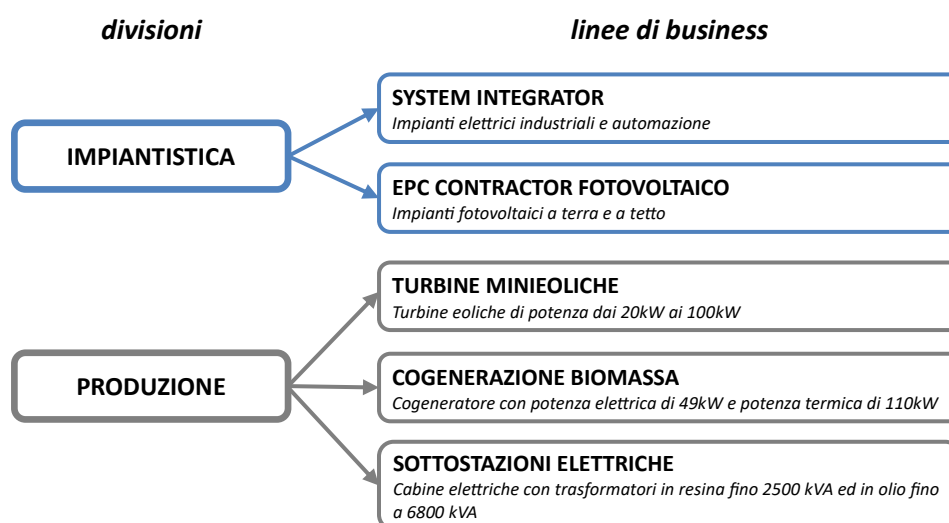 divisioni
linee di business
IMPIANTISTICA
SYSTEM INTEGRATOR
Impianti elettrici industriali e automazione
EPC CONTRACTOR FOTOVOLTAICO
Impianti fotovoltaici a terra e a tetto
PRODUZIONE
TURBINE MINIEOLICHE
Turbine eoliche di potenza dai 20kW ai 100kW
COGENERAZIONE BIOMASSA
Cogeneratore con potenza elettrica di 49kW e potenza termica di 110kW
SOTTOSTAZIONI ELETTRICHE
Cabine elettriche con trasformatori in resina fino 2500 kVA ed in olio fino
a 6800 kVA